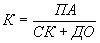 К = ПА / (СК + ДО)